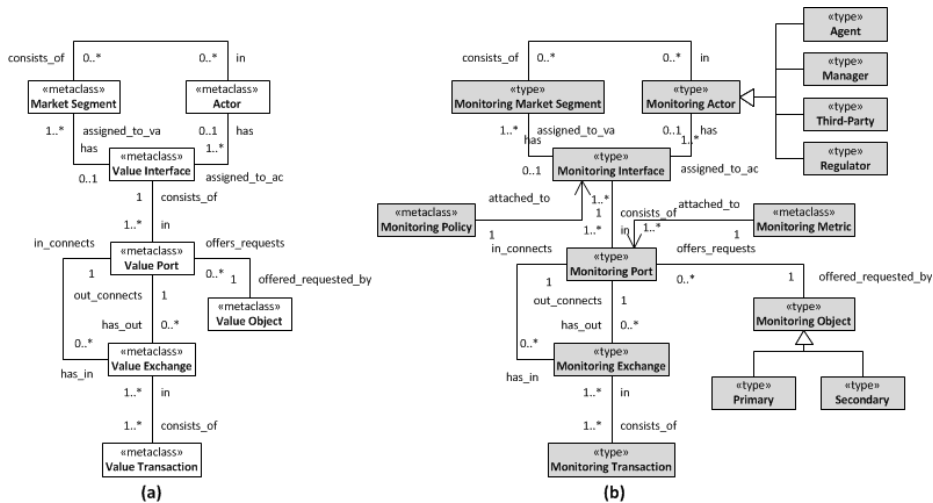 consists_of
0..*
0..*
in
«metaclass»
Market Segment
«metaclass»
Actor
1..*
assigned_to_va
has
0..1
has
1..*
«metaclass»
Value Interface
0..1
assigned_to_ac
1
consists_of
1..*
in
in_connects
offers_requests
«metaclass»
Value Port
1
0..*
1
offered_requested_by
out_connects
1
«metaclass»
Value Object
has_out
0..*
0..*
«metaclass»
Value Exchange
has_in
1..*
in
1..*
consists_of
«metaclass»
Value Transaction
(a)
consists_of
0..*
0..*
in
«type»
Monitoring Market Segment
«type»
Monitoring Actor
«type»
Agent
«type»
Manager
«type»
Third-Party
«type»
Regulator
1..*
assigned_to_va
has
0..1
has
1..*
«type»
Monitoring Interface
0..1
assigned_to_ac
attached_to
1..*
1
consists_of
attached_to
«metaclass»
Monitoring Policy
1
«metaclass»
Monitoring Metric
1
1..*
in
1..*
in_connects
offers_requests
«type»
Monitoring Port
1
0..*
1
offered_requested_by
out_connects
1
«type»
Monitoring Object
has_out
0..*
0..*
«type»
Monitoring Exchange
has_in
«type»
Primary
«type»
Secondary
1..*
in
1..*
consists_of
«type»
Monitoring Transaction
(b)